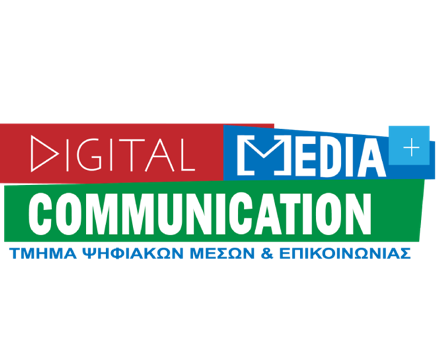 DIGITAL MEDIA +
COMMUNICATION
ΤΜΗΜΑ ΨΗΦΙΑΚΩΝ ΜΕΣΩΝ & ΕΠΙΚΟΙΝΩΝΙΑΣ